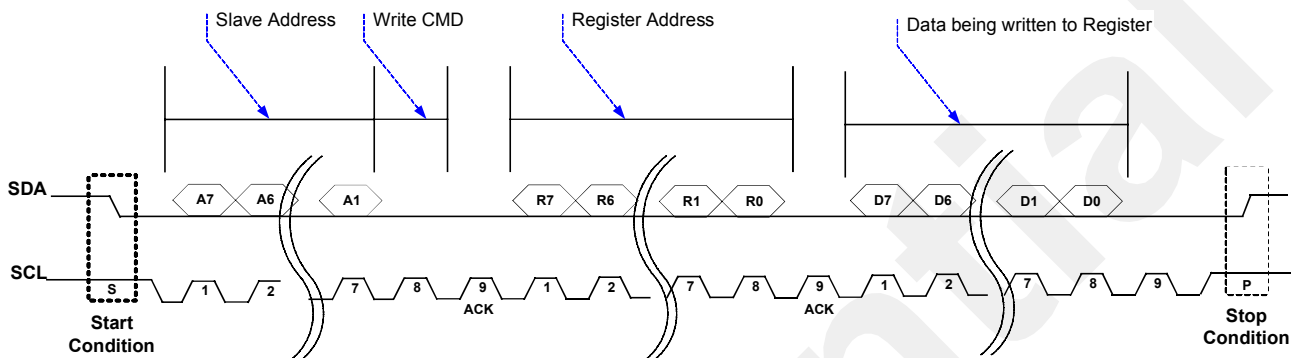 Slave Address
Write CMD
Register Address
Data being written to Register
SDA
A7 A6 A1 R7 R6 R1 R0 D7 D6 D1 D0
SCL
S 1 2 7 8 9 1 2 7 8 9 1 2 7 8 9 P
ACK ACK
Start
Condition
Stop
Condition